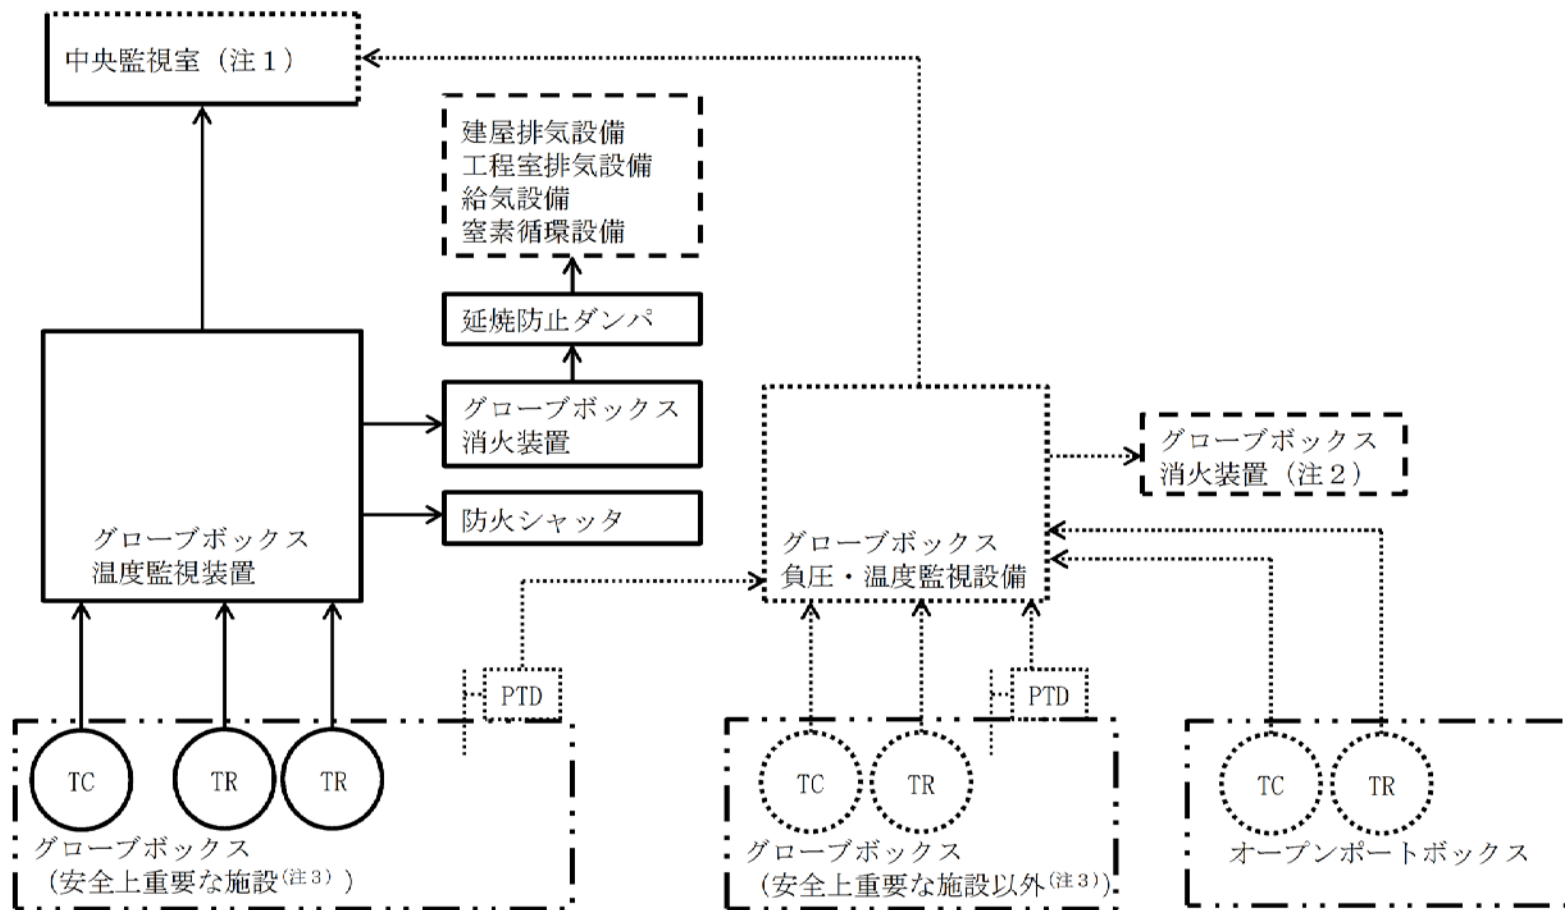 中央監視室（注１）
建屋排気設備
工程室排気設備
給気設備
窒素循環設備
延焼防止ダンパ
グローブボックス
消火装置
防火シャッタ
グローブボックス
温度監視装置
グローブボックス
消火装置（注２）
グローブボックス
負圧・温度監視設備
PTD
PTD
TC
TR
TR
グローブボックス
（安全上重要な施設(注3)）
TC
TR
グローブボックス
（安全上重要な施設以外(注3)）
TC
TR
オープンポートボックス